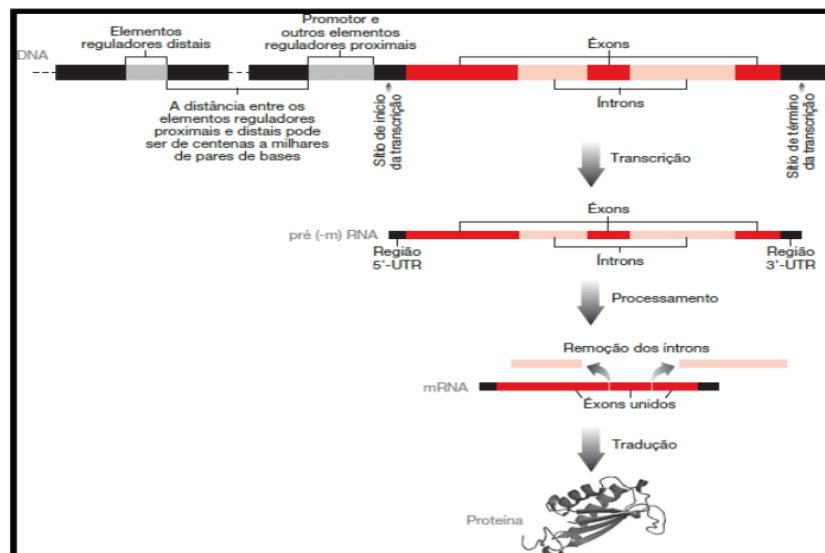 Elementos
reguladores distais
Promotor e
outros elementos
reguladores proximais
DNA
Éxons
A distância entre os
elementos reguladores
proximais e distais pode
ser de centenas a milhares
de pares de bases
Sítio de início
da transcrição
Íntrons
Sítio de término
da transcrição
Transcrição
Éxons
pré (-m) RNA
Região
5'-UTR
Íntrons
Região
3'-UTR
Processamento
Remoção dos íntrons
mRNA
Éxons unidos
Tradução
Proteína